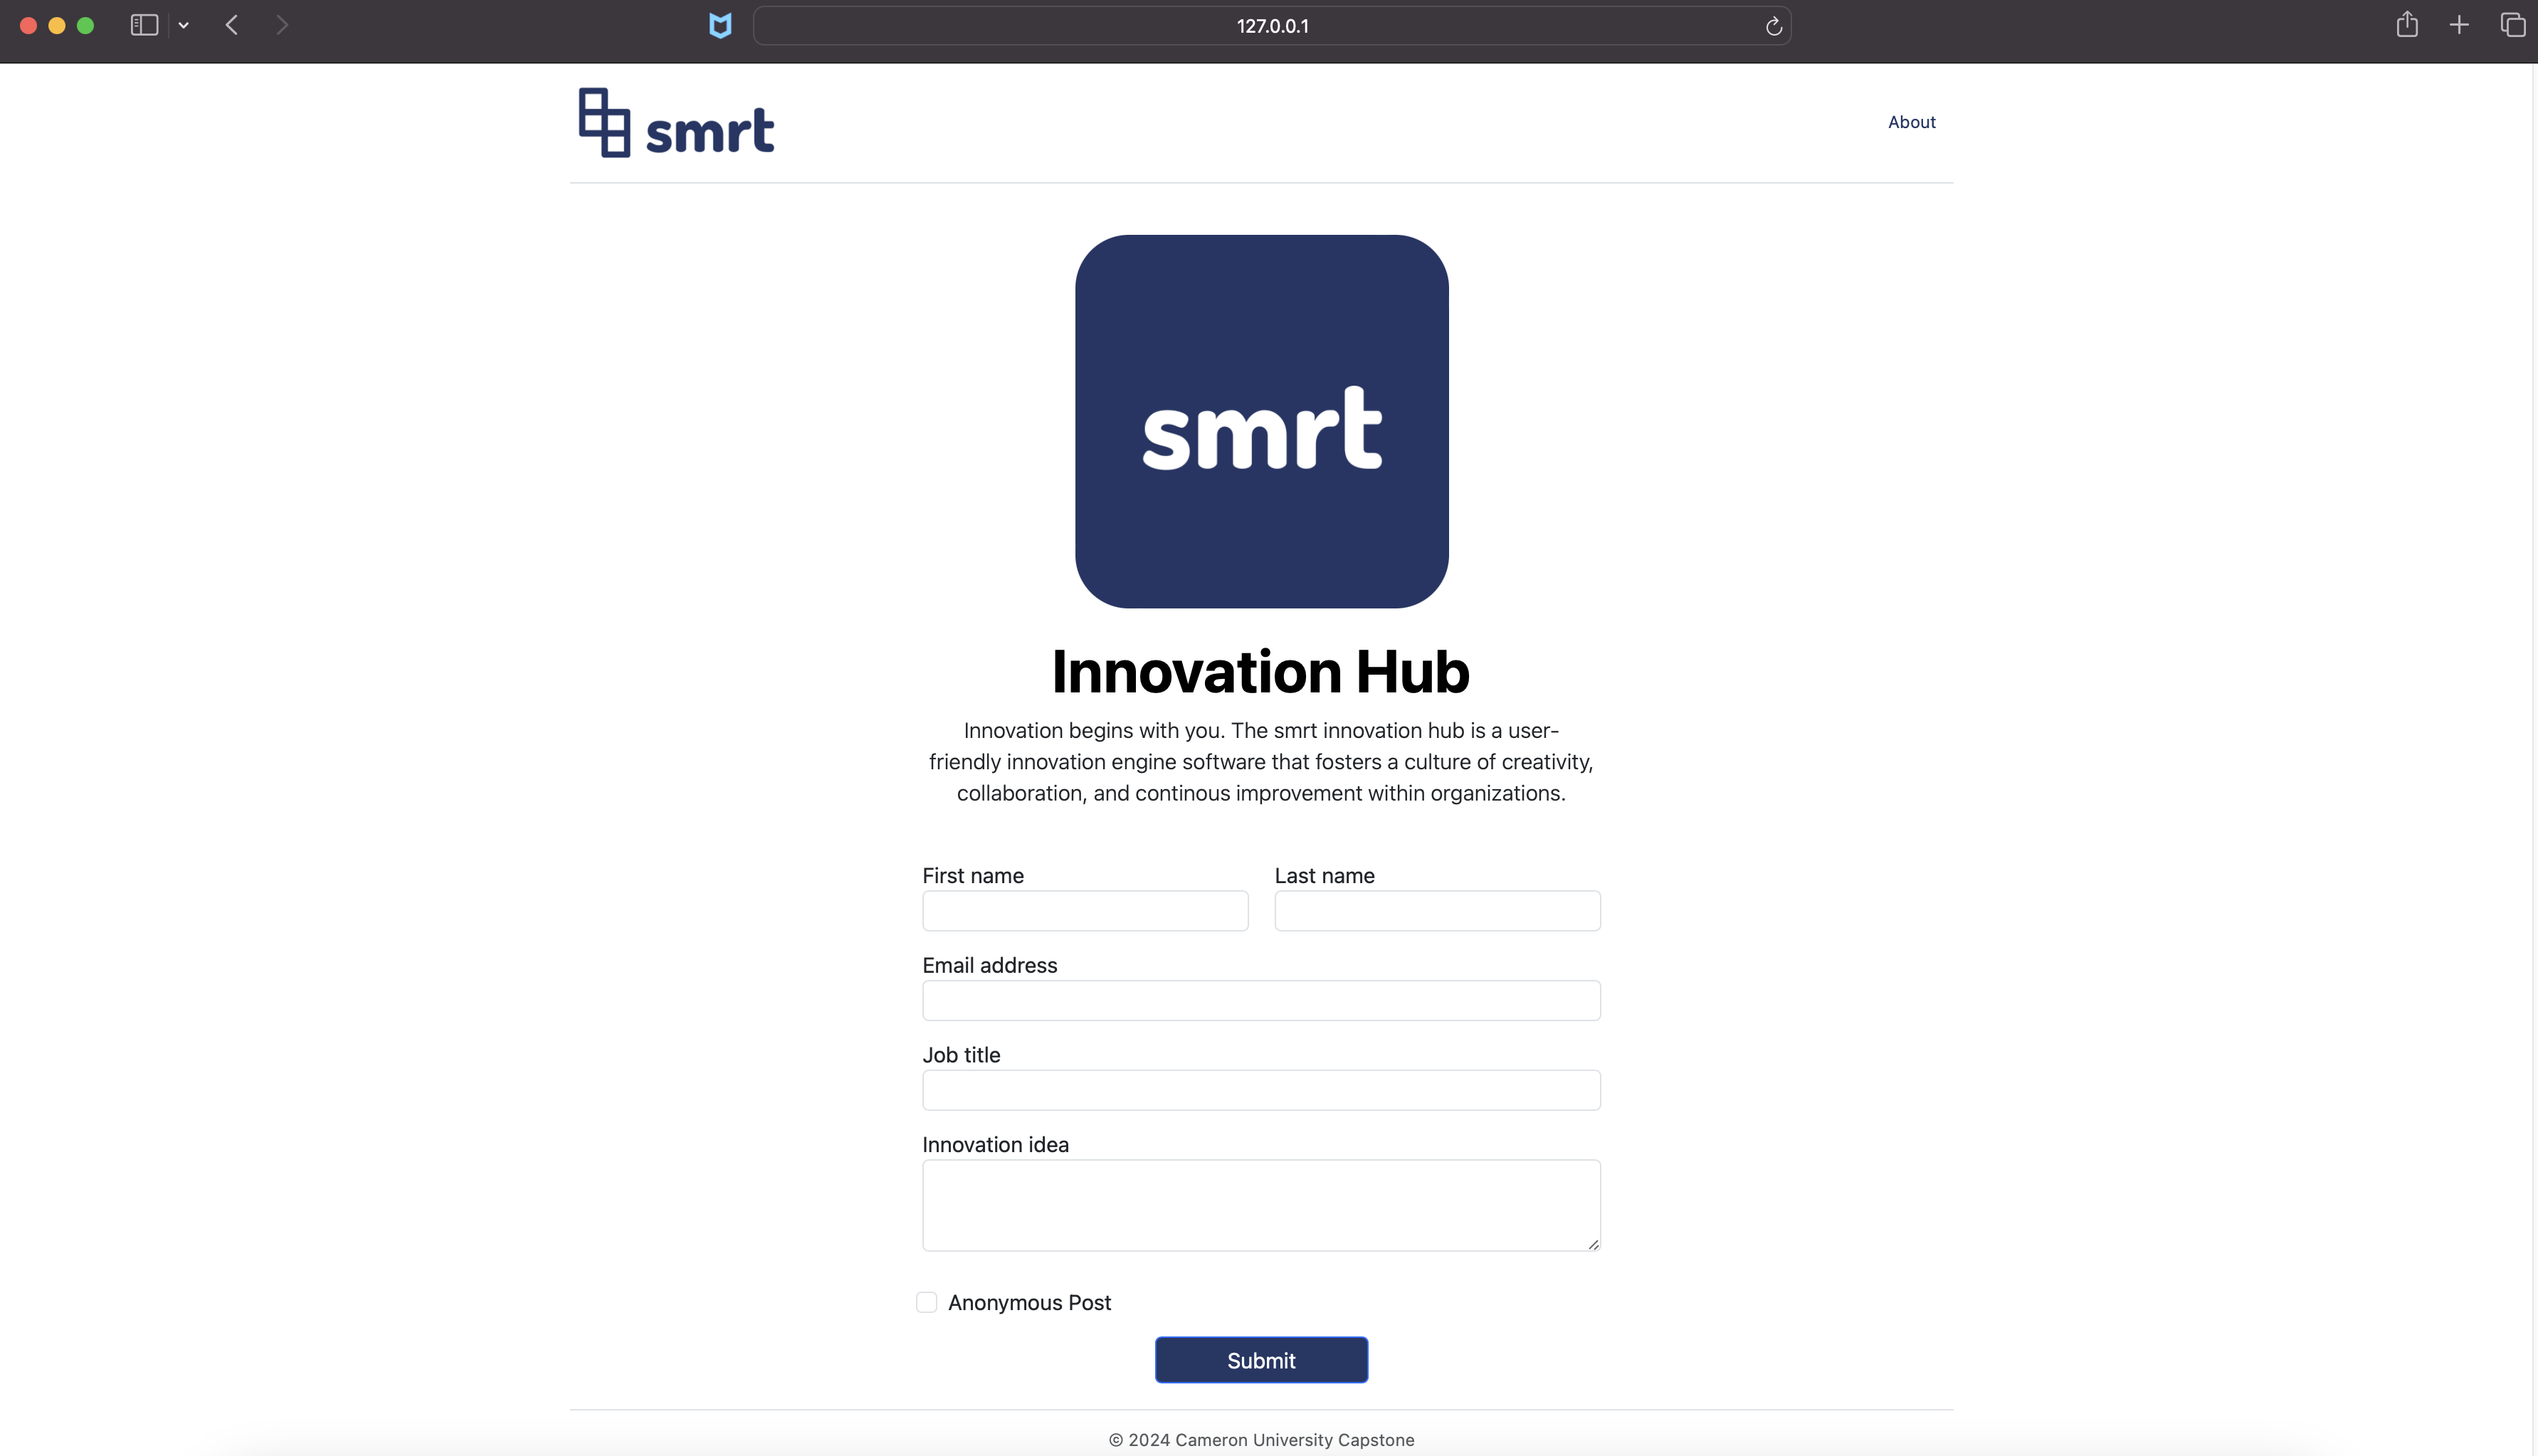 127.0.0.1
smrt
About
smrt
Innovation Hub
Innovation begins with you. The smrt innovation hub is a user-
friendly innovation engine software that fosters a culture of creativity,
collaboration, and continous improvement within organizations.
First name
Last name
Email address
Job title
Innovation idea
Anonymous Post
Submit
© 2024 Cameron University Capstone